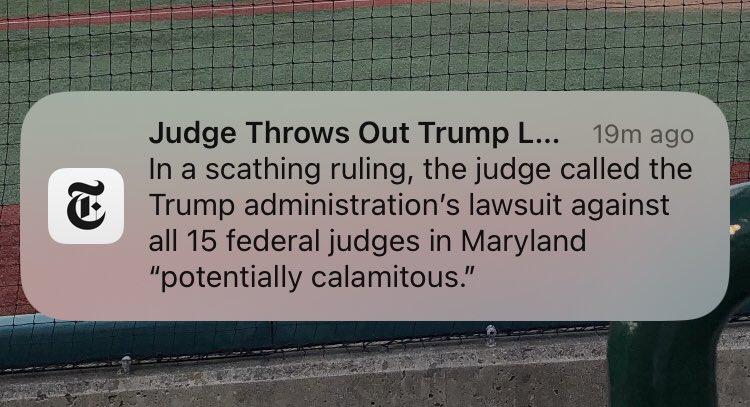 Judge Throws Out Trump L... 19m ago
In a scathing ruling, the judge called the
Trump administration’s lawsuit against
all 15 federal judges in Maryland
“potentially calamitous.”